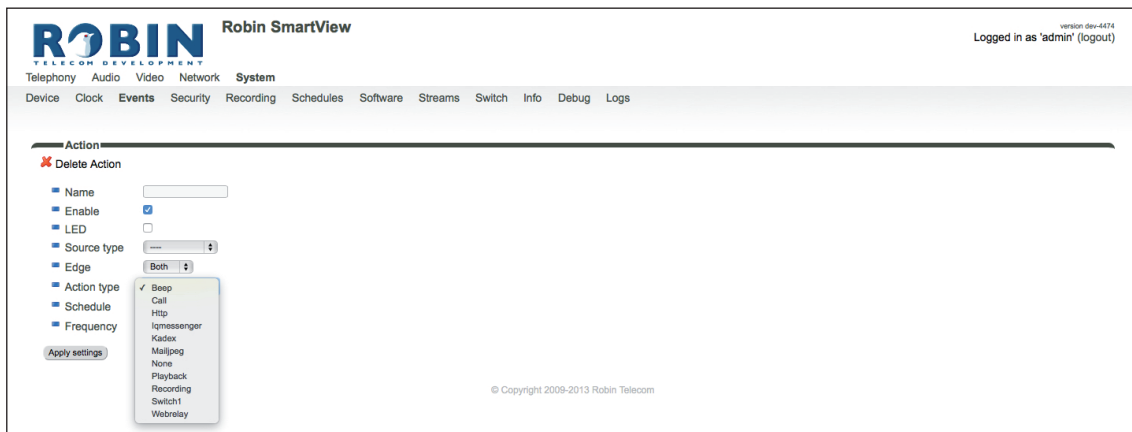 ROBIN
TELECOM DEVELOPMENT
Robin SmartView
version dev-4474
Logged in as 'admin' (logout)
Telephony Audio Video Network System
Device Clock Events Security Recording Schedules Software Streams Switch Info Debug Logs
Action
Delete Action
Name
Enable
LED
Source type ----
Edge Both
Action type ✓ Beep
Call
Schedule
Http
Iqmessenger
Frequency
Kadex
Mailjpeg
Apply settings
None
Playback
Recording
Switch1
Webrelay
© Copyright 2009-2013 Robin Telecom